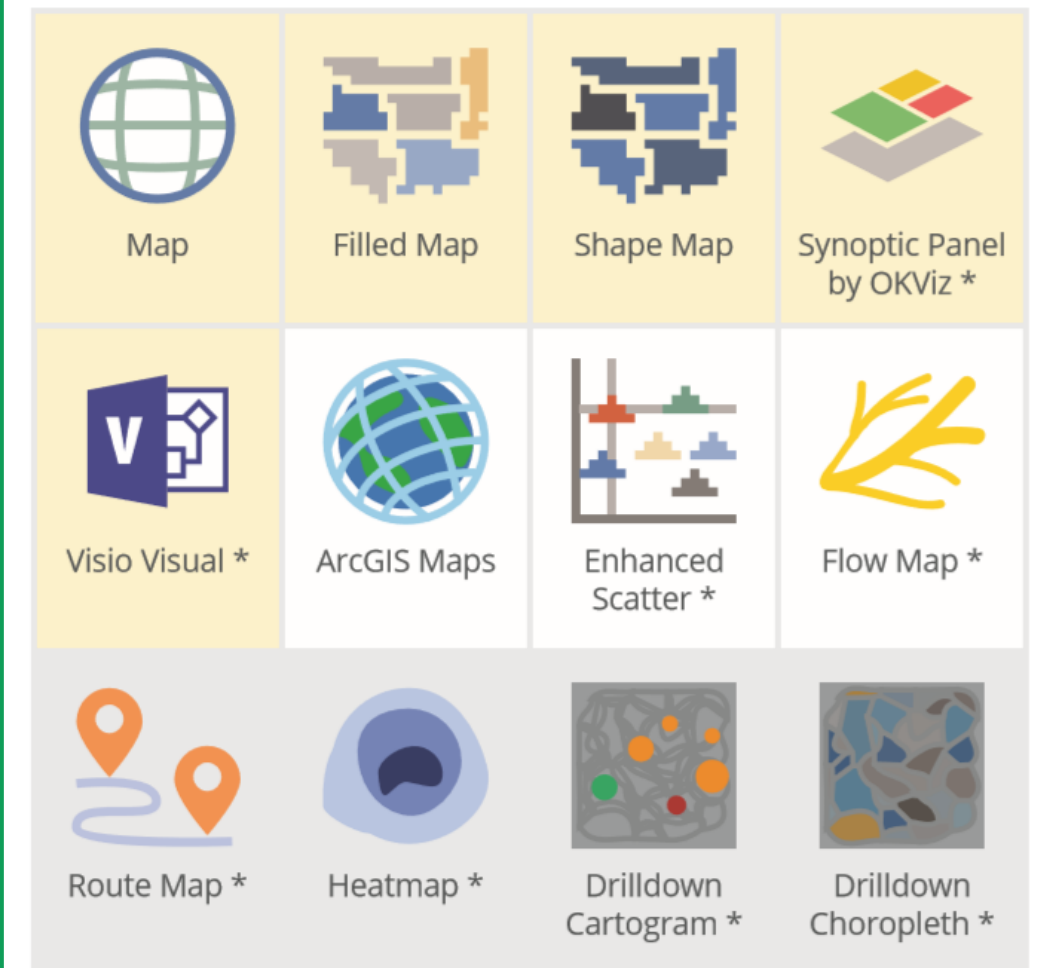 Map
Filled Map
Shape Map
Synoptic Panel
by OKViz *
V
Visio Visual *
ArcGIS Maps
Enhanced
Scatter *
Flow Map *
Route Map *
Heatmap *
Drilldown
Cartogram *
Drilldown
Choropleth *